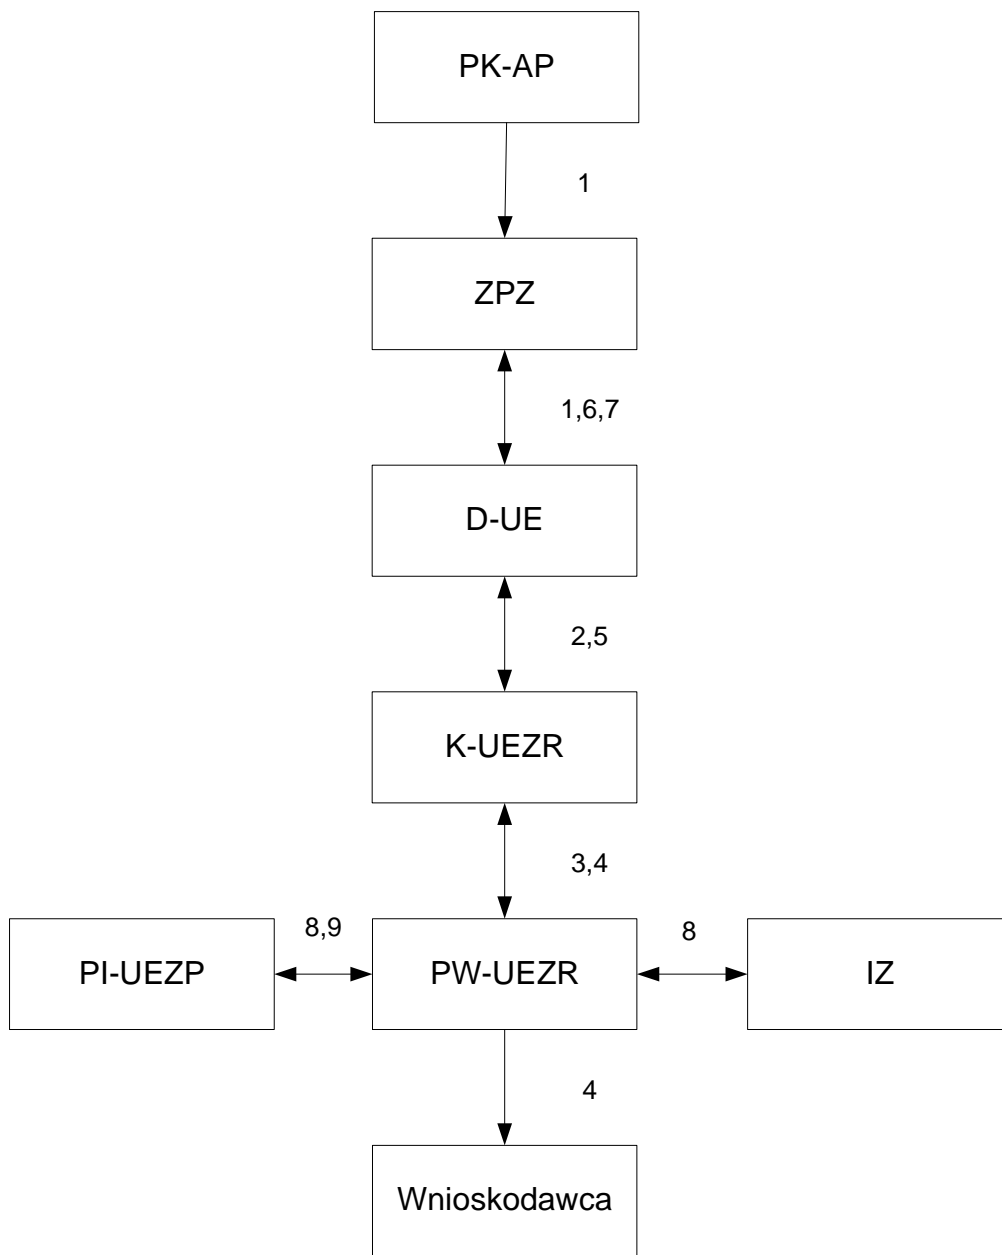 PK-AP
1
ZPZ
1,6,7
D-UE
2,5
K-UEZR
3,4
8,9
8
PI-UEZP
PW-UEZR
IZ
4
Wnioskodawca